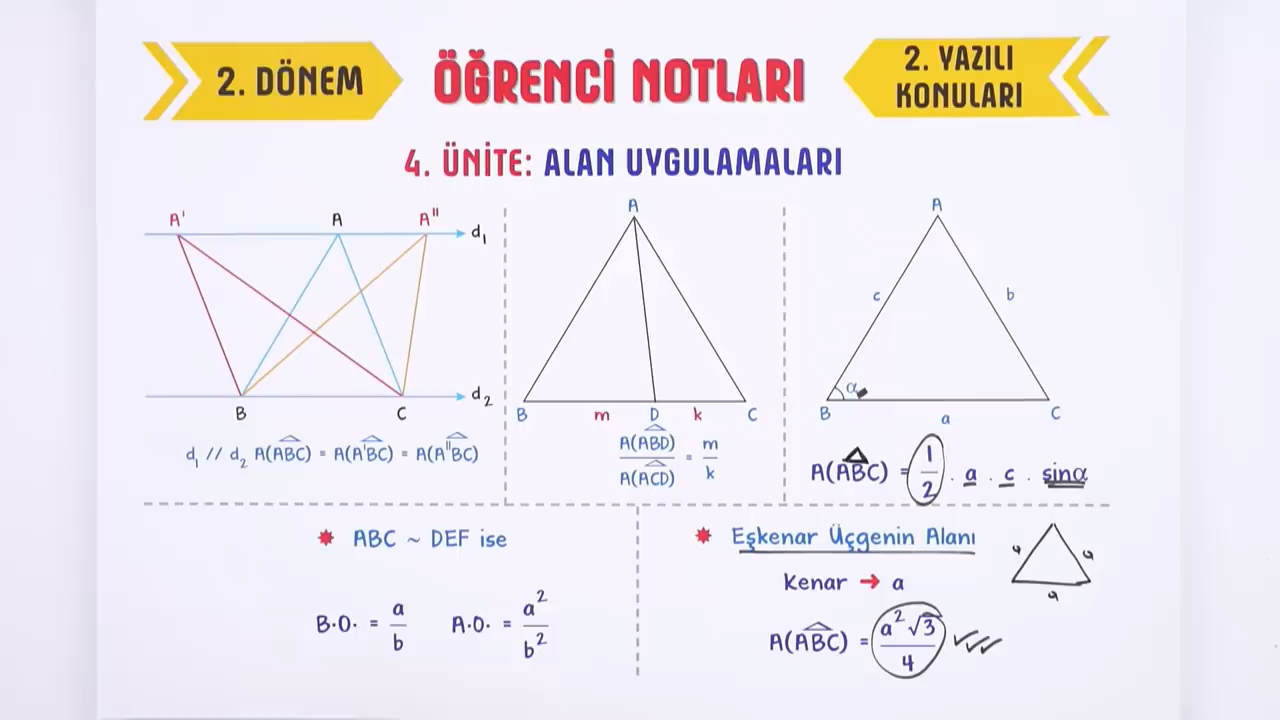 2. DÖNEM
ÖĞRENCİ NOTLARI
2. YAZILI
KONULARI
4. ÜNİTE: ALAN UYGULAMALARI
A' A A" d₁
B C d₂
d₁ // d₂ A(ABC) = A(A'BC) = A(A"BC)
A
B m D k C
A(ABD)/A(ACD) = m/k
A
c b
α
B a C
A(ABC) = 1/2 . a . c . sinα
ABC ~ DEF ise
B.O. = a/b A.O. = a²/b²
Eşkenar Üçgenin Alanı
Kenar → a
A(ABC) = a²√3/4
a a
a